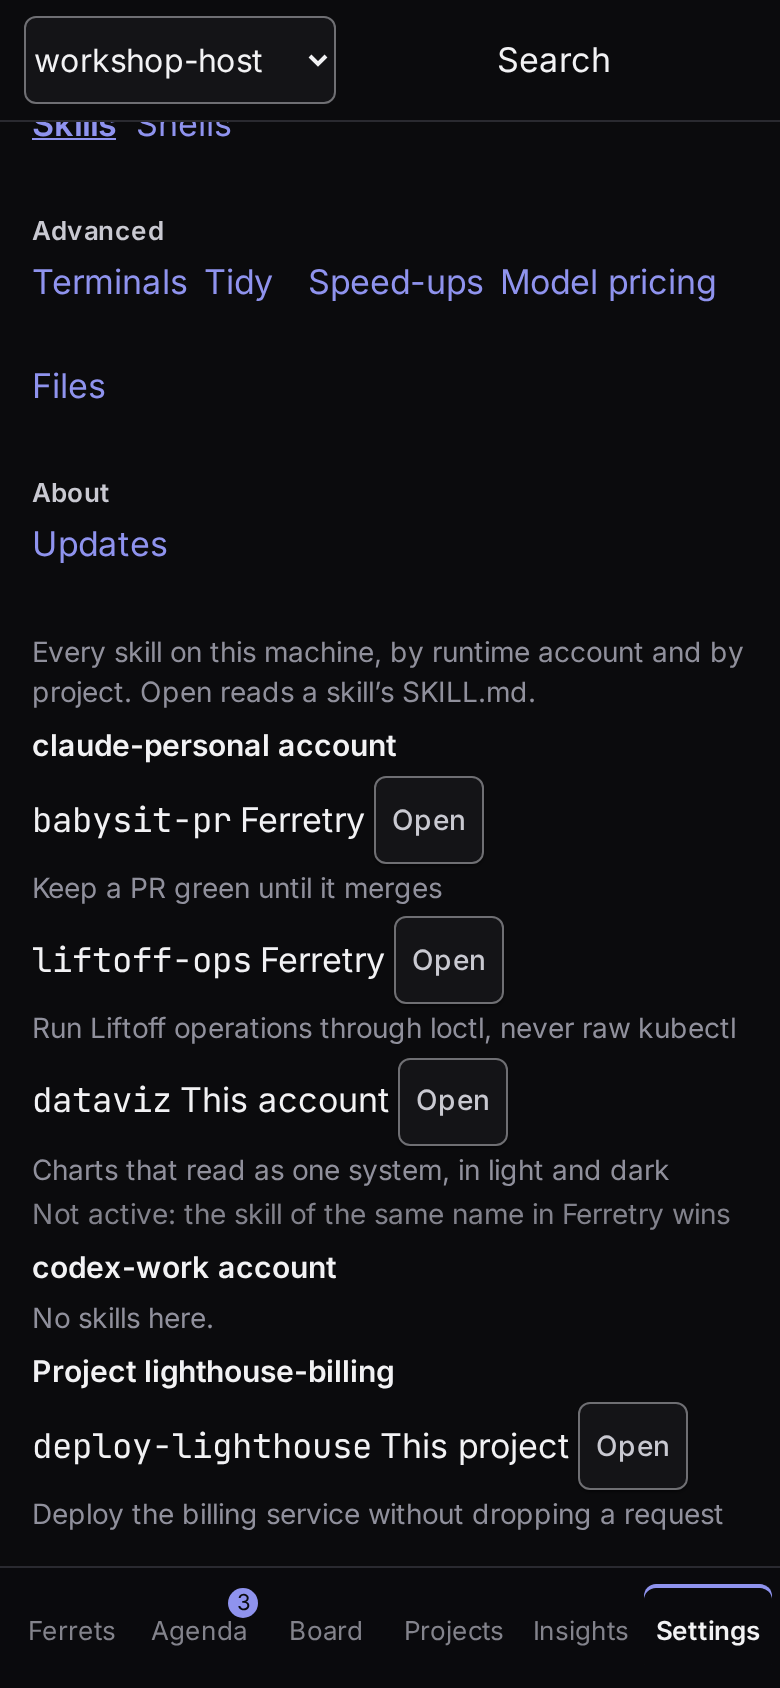 workshop-host Search
Skills Shells
Advanced
Terminals Tidy Speed-ups Model pricing
Files
About
Updates
Every skill on this machine, by runtime account and by
project. Open reads a skill’s SKILL.md.
claude-personal account
babysit-pr Ferretry Open
Keep a PR green until it merges
liftoff-ops Ferretry Open
Run Liftoff operations through loctl, never raw kubectl
dataviz This account Open
Charts that read as one system, in light and dark
Not active: the skill of the same name in Ferretry wins
codex-work account
No skills here.
Project lighthouse-billing
deploy-lighthouse This project Open
Deploy the billing service without dropping a request
3
Ferrets Agenda Board Projects Insights Settings